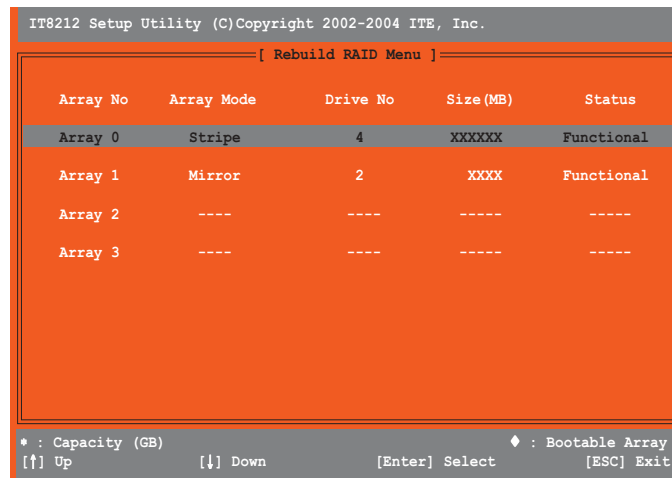 IT8212 Setup Utility (C)Copyright 2002-2004 ITE, Inc.
[ Rebuild RAID Menu ]
Array No Array Mode Drive No Size(MB) Status
Array 0 Stripe 4 XXXXXX Functional
Array 1 Mirror 2 XXXX Functional
Array 2 ---- ---- ----- -----
Array 3 ---- ---- ----- -----
* : Capacity (GB) ♦ : Bootable Array
[↑] Up [↓] Down [Enter] Select [ESC] Exit